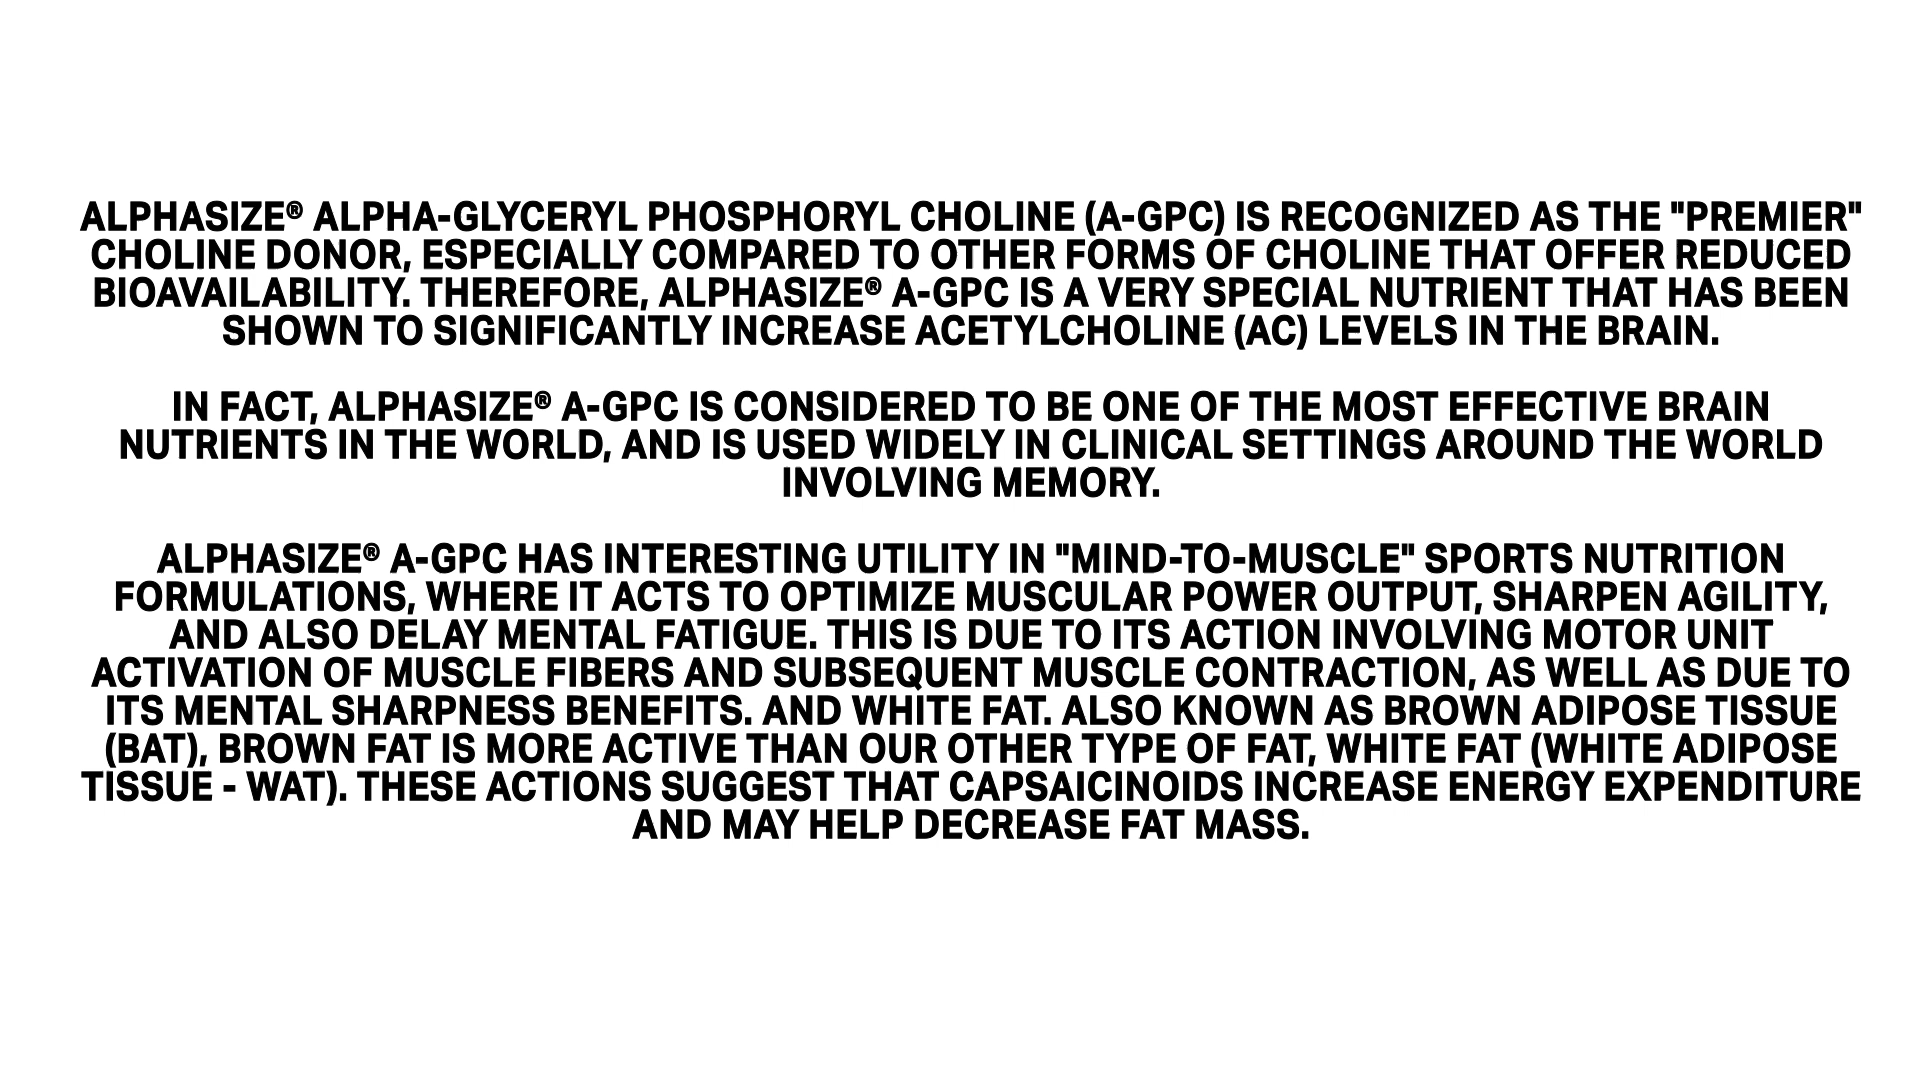 ALPHASIZE® ALPHA-GLYCERYL PHOSPHORYL CHOLINE (A-GPC) IS RECOGNIZED AS THE "PREMIER"
CHOLINE DONOR, ESPECIALLY COMPARED TO OTHER FORMS OF CHOLINE THAT OFFER REDUCED
BIOAVAILABILITY. THEREFORE, ALPHASIZE® A-GPC IS A VERY SPECIAL NUTRIENT THAT HAS BEEN
SHOWN TO SIGNIFICANTLY INCREASE ACETYLCHOLINE (AC) LEVELS IN THE BRAIN.
IN FACT, ALPHASIZE® A-GPC IS CONSIDERED TO BE ONE OF THE MOST EFFECTIVE BRAIN
NUTRIENTS IN THE WORLD, AND IS USED WIDELY IN CLINICAL SETTINGS AROUND THE WORLD
INVOLVING MEMORY.
ALPHASIZE® A-GPC HAS INTERESTING UTILITY IN "MIND-TO-MUSCLE" SPORTS NUTRITION
FORMULATIONS, WHERE IT ACTS TO OPTIMIZE MUSCULAR POWER OUTPUT, SHARPEN AGILITY,
AND ALSO DELAY MENTAL FATIGUE. THIS IS DUE TO ITS ACTION INVOLVING MOTOR UNIT
ACTIVATION OF MUSCLE FIBERS AND SUBSEQUENT MUSCLE CONTRACTION, AS WELL AS DUE TO
ITS MENTAL SHARPNESS BENEFITS. AND WHITE FAT. ALSO KNOWN AS BROWN ADIPOSE TISSUE
(BAT), BROWN FAT IS MORE ACTIVE THAN OUR OTHER TYPE OF FAT, WHITE FAT (WHITE ADIPOSE
TISSUE - WAT). THESE ACTIONS SUGGEST THAT CAPSAICINOIDS INCREASE ENERGY EXPENDITURE
AND MAY HELP DECREASE FAT MASS.